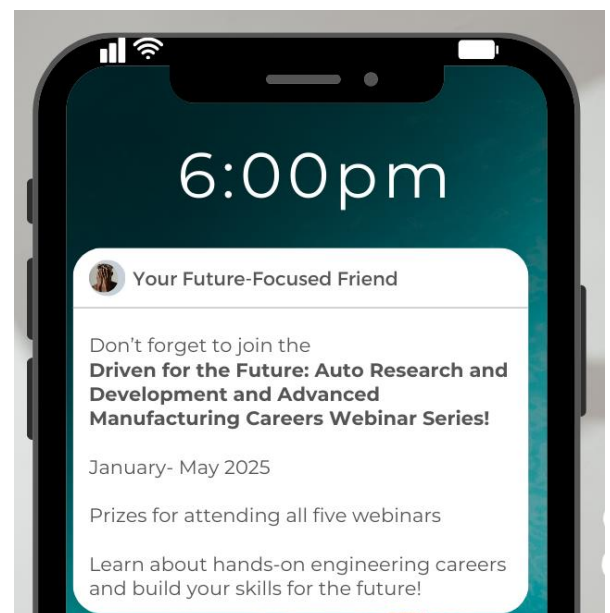 6:00pm
Your Future-Focused Friend
Don't forget to join the
Driven for the Future: Auto Research and
Development and Advanced
Manufacturing Careers Webinar Series!
January- May 2025
Prizes for attending all five webinars
Learn about hands-on engineering careers
and build your skills for the future!